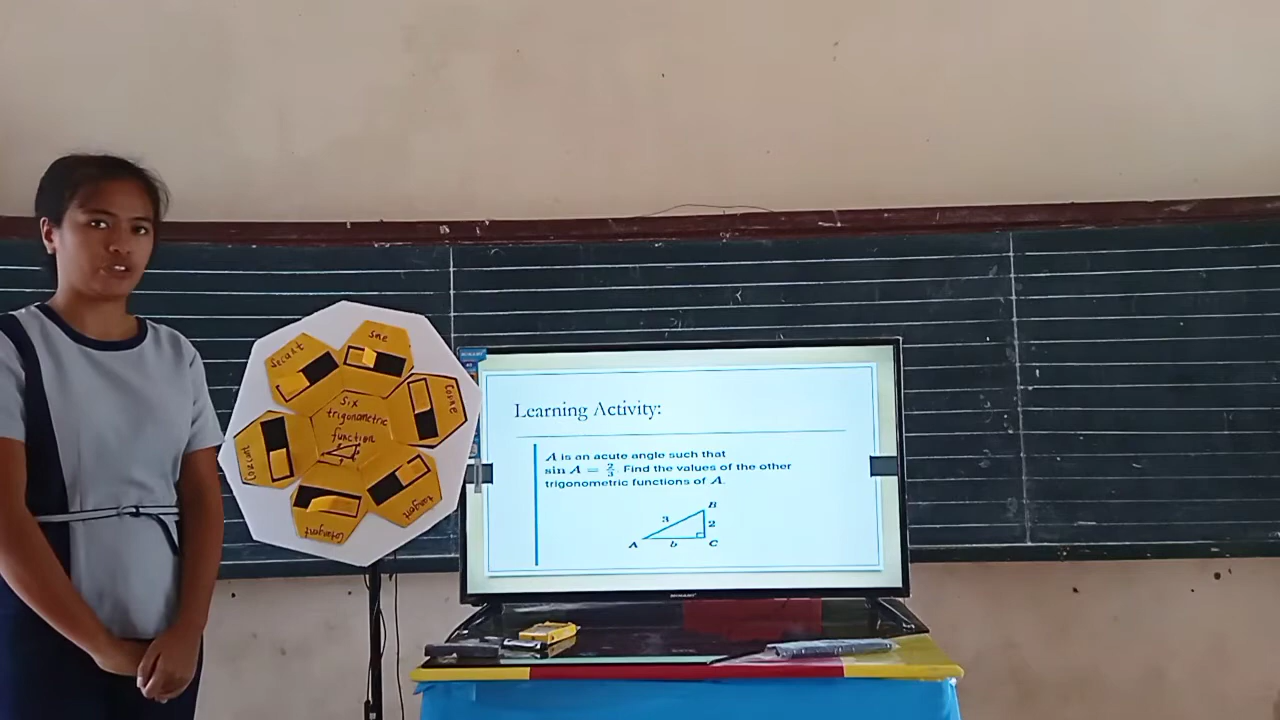 Secant
Sine
Cosine
Six
trigonometric
function
Cotangent
tangent
Learning Activity:
A is an acute angle such that
sin A = 2/3. Find the values of the other
trigonometric functions of A.
B
3
2
A
b
C